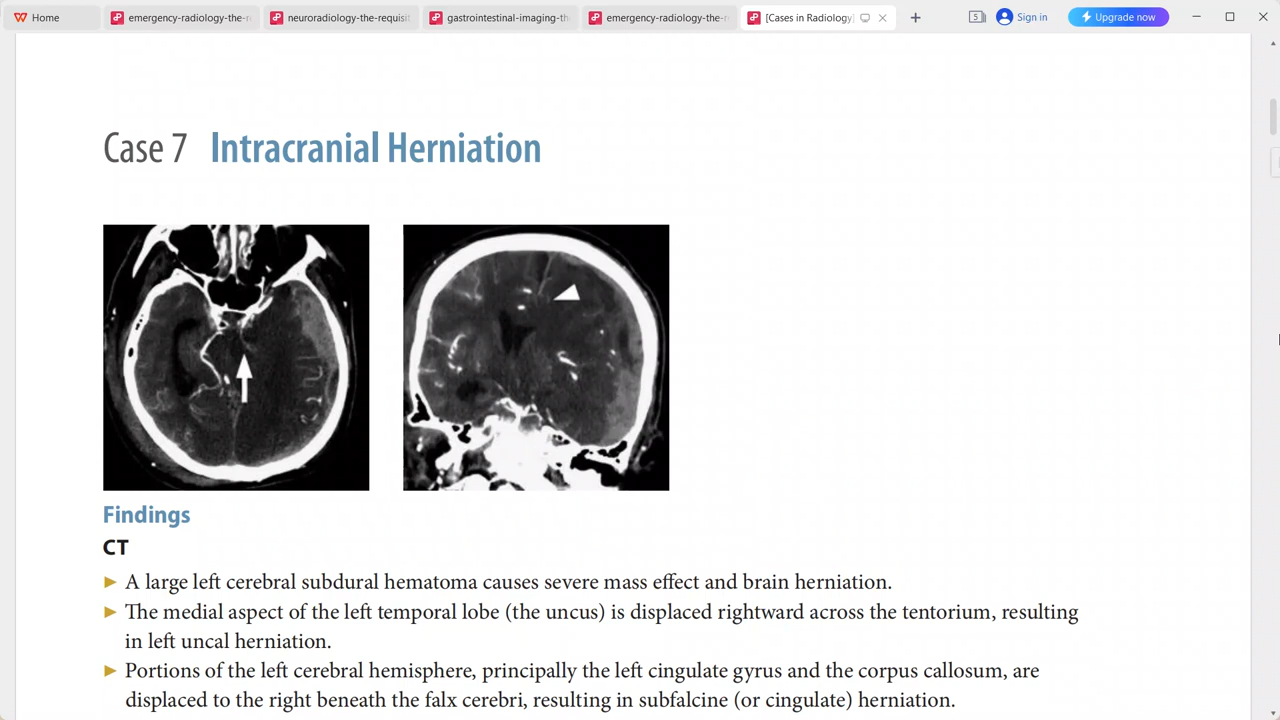 Home
emergency-radiology-the-r
neuroradiology-the-requisit
gastrointestinal-imaging-th
emergency-radiology-the-r
[Cases in Radiology]
5
Sign in
Upgrade now
Case 7 Intracranial Herniation
Findings
CT
A large left cerebral subdural hematoma causes severe mass effect and brain herniation.
The medial aspect of the left temporal lobe (the uncus) is displaced rightward across the tentorium, resulting
in left uncal herniation.
Portions of the left cerebral hemisphere, principally the left cingulate gyrus and the corpus callosum, are
displaced to the right beneath the falx cerebri, resulting in subfalcine (or cingulate) herniation.